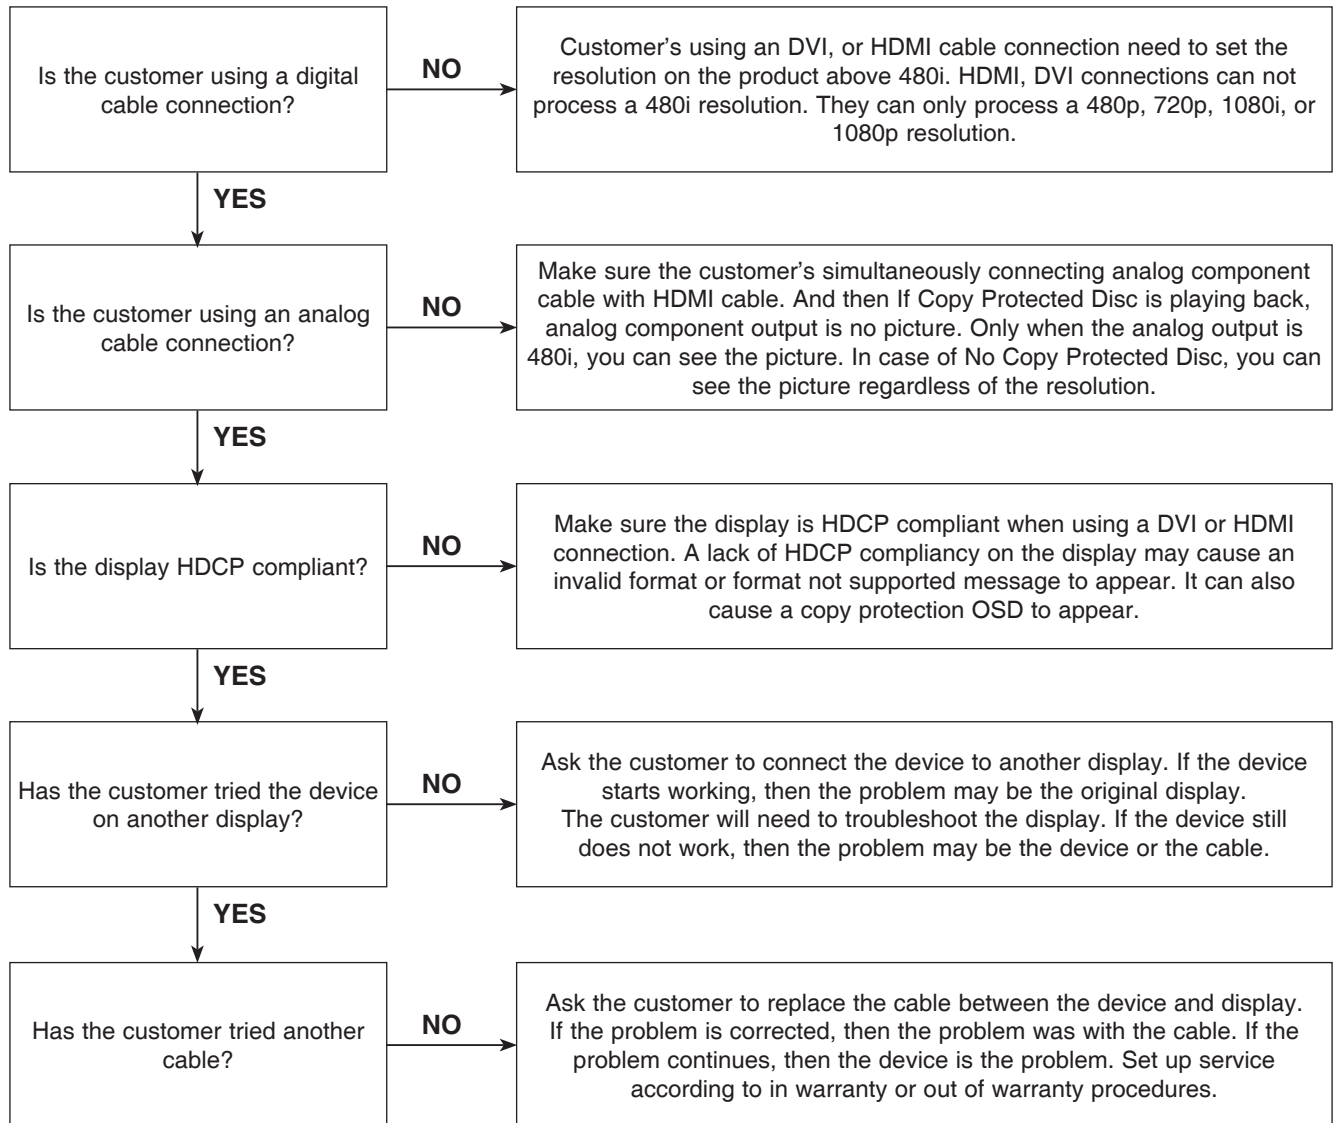 Is the customer using a digital
cable connection?
NO
Customer's using an DVI, or HDMI cable connection need to set the
resolution on the product above 480i. HDMI, DVI connections can not
process a 480i resolution. They can only process a 480p, 720p, 1080i, or
1080p resolution.
YES
Is the customer using an analog
cable connection?
NO
Make sure the customer's simultaneously connecting analog component
cable with HDMI cable. And then If Copy Protected Disc is playing back,
analog component output is no picture. Only when the analog output is
480i, you can see the picture. In case of No Copy Protected Disc, you can
see the picture regardless of the resolution.
YES
Is the display HDCP compliant?
NO
Make sure the display is HDCP compliant when using a DVI or HDMI
connection. A lack of HDCP compliancy on the display may cause an
invalid format or format not supported message to appear. It can also
cause a copy protection OSD to appear.
YES
Has the customer tried the device
on another display?
NO
Ask the customer to connect the device to another display. If the device
starts working, then the problem may be the original display.
The customer will need to troubleshoot the display. If the device still
does not work, then the problem may be the device or the cable.
YES
Has the customer tried another
cable?
NO
Ask the customer to replace the cable between the device and display.
If the problem is corrected, then the problem was with the cable. If the
problem continues, then the device is the problem. Set up service
according to in warranty or out of warranty procedures.